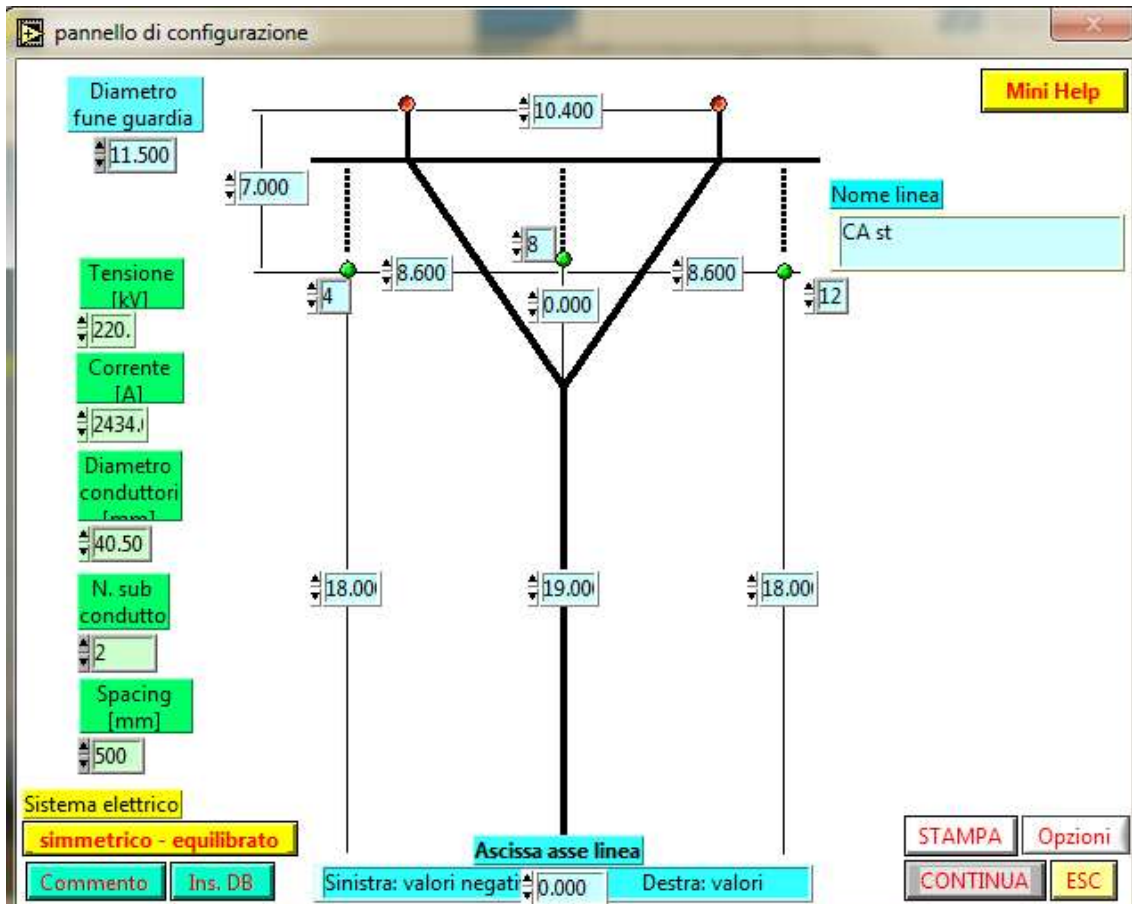 pannello di configurazione
Diametro
fune guardia
11.500
10.400
Mini Help
7.000
Nome linea
CA st
8
8.600
8.600
4
0.000
12
Tensione
[kV]
220.
Corrente
[A]
2434.
Diametro
conduttori
[mm]
40.50
18.00
19.00
18.00
N. sub
condutto
2
Spacing
[mm]
500
Sistema elettrico
simmetrico - equilibrato
Commento
Ins. DB
Ascissa asse linea
Sinistra: valori negati
0.000
Destra: valori
STAMPA
Opzioni
CONTINUA
ESC